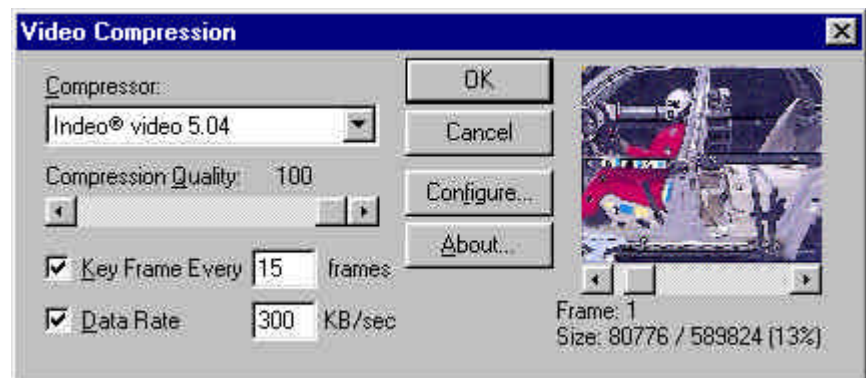 Video Compression
Compressor:
Indeo® video 5.04
Compression Quality: 100
Key Frame Every 15 frames
Data Rate 300 KB/sec
OK
Cancel
Configure...
About...
Frame: 1
Size: 80776 / 589824 (13%)